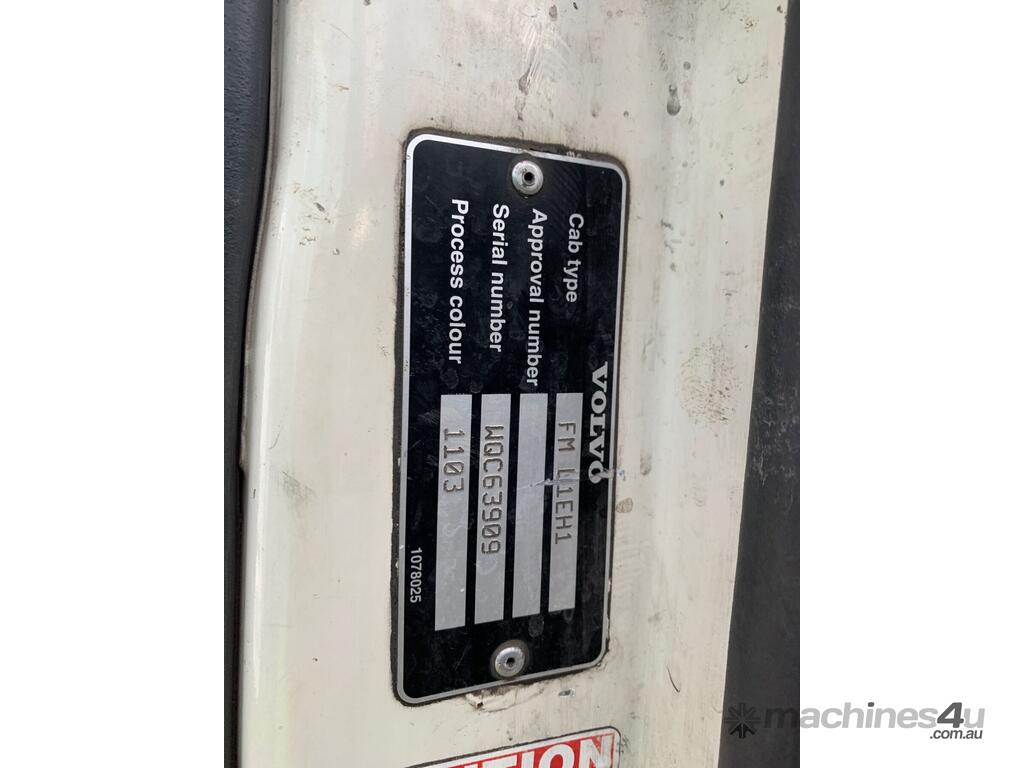 VOLVO
Cab type FM L1EH1
Approval number
Serial number WQC63909
Process colour 1103
1078025
machines4u
.com.au